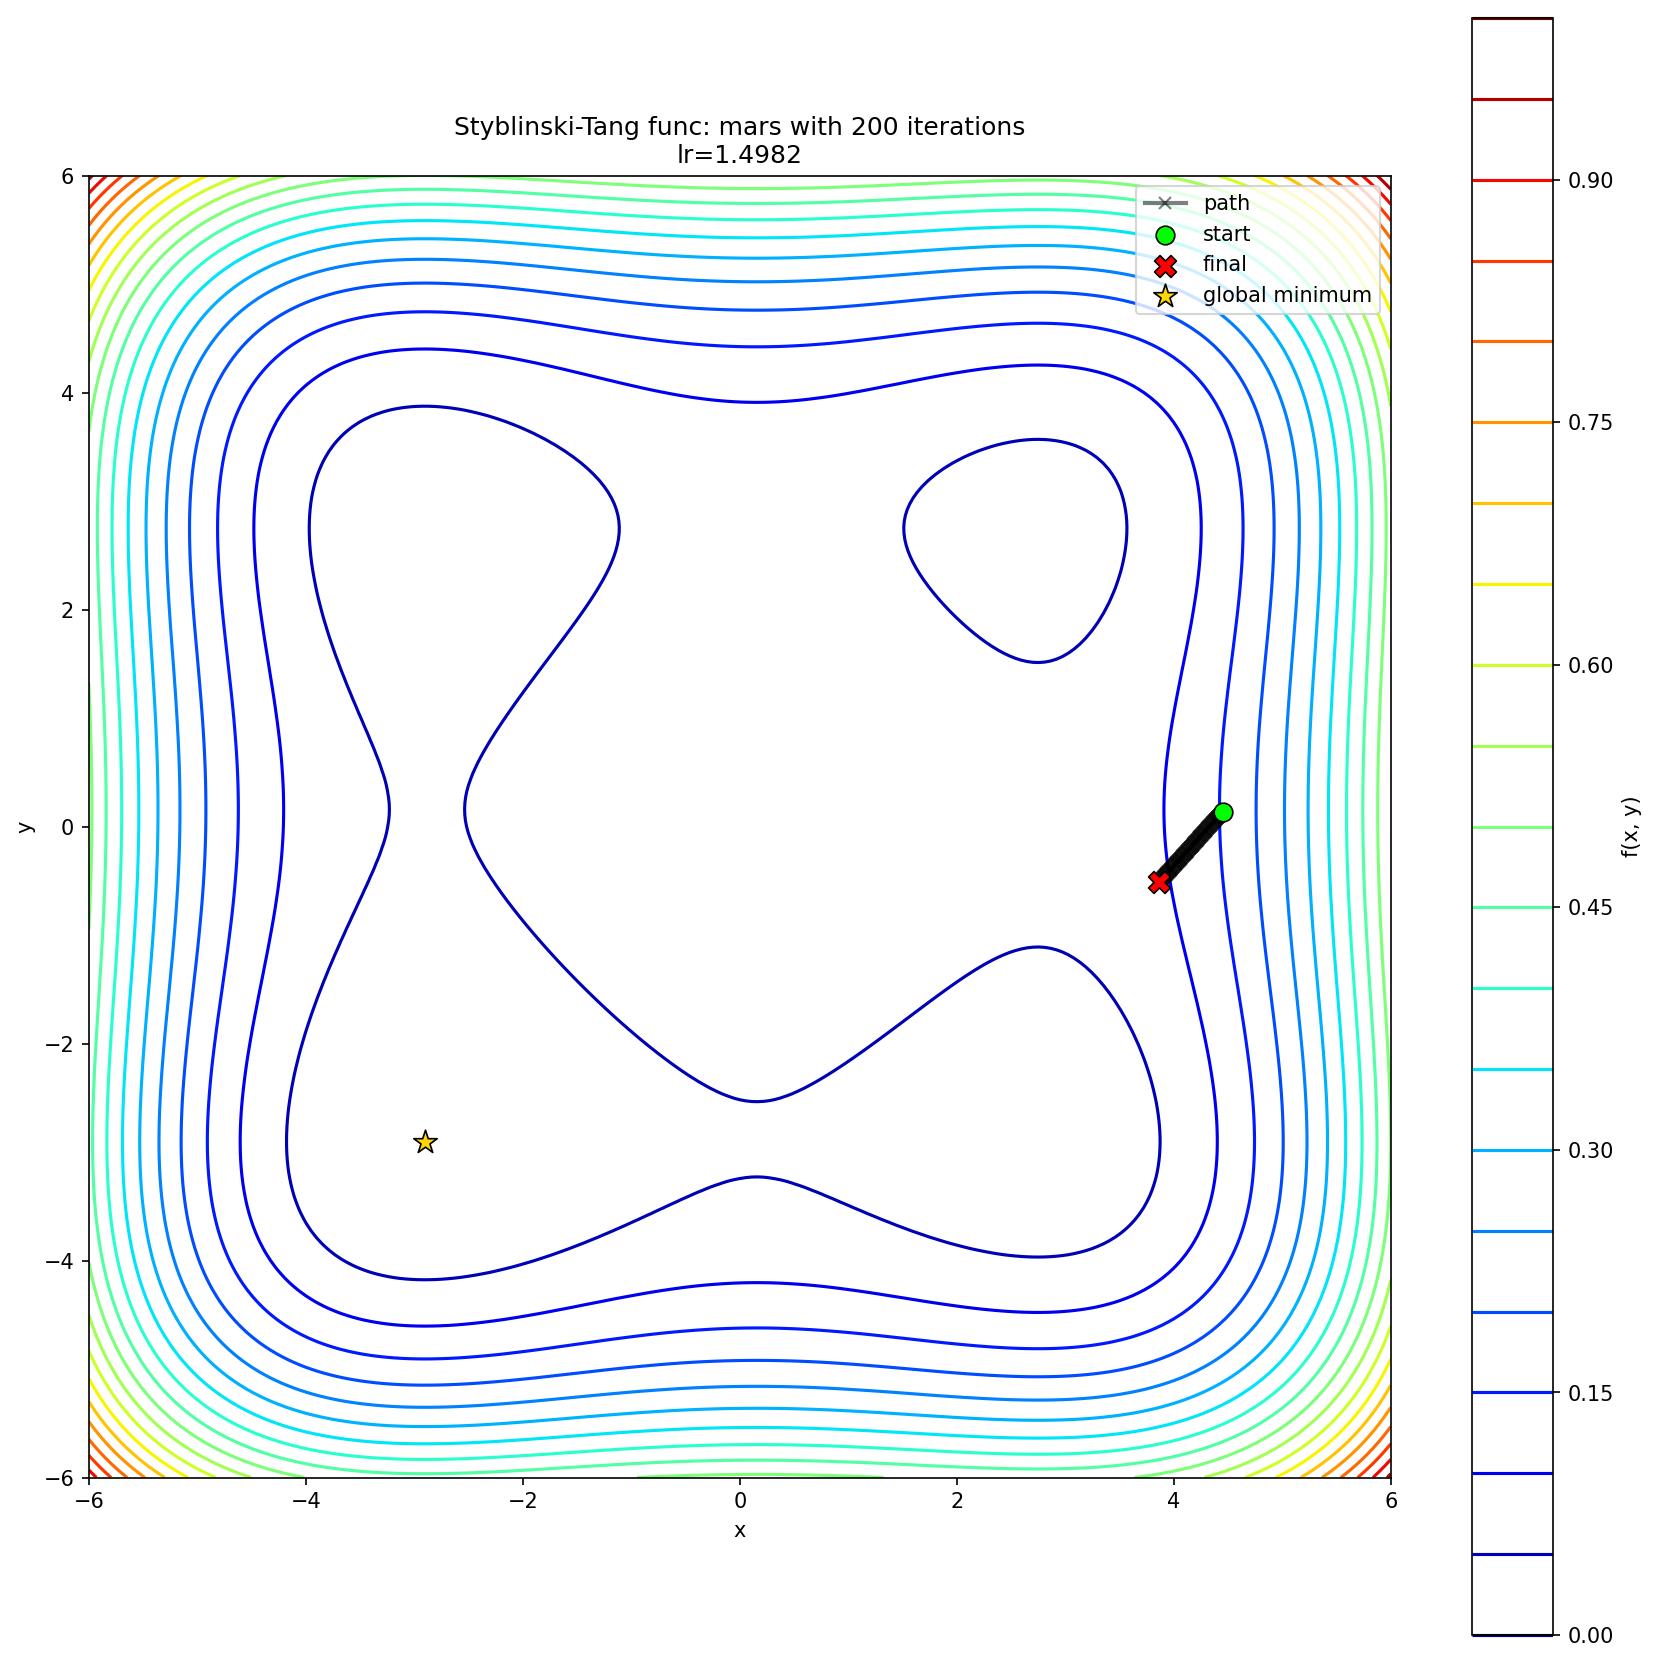 Styblinski-Tang func: mars with 200 iterations
lr=1.4982
path
start
final
global minimum
6
4
2
0
−2
−4
−6
y
−6
−4
−2
0
2
4
6
x
0.90
0.75
0.60
0.45
0.30
0.15
0.00
f(x, y)